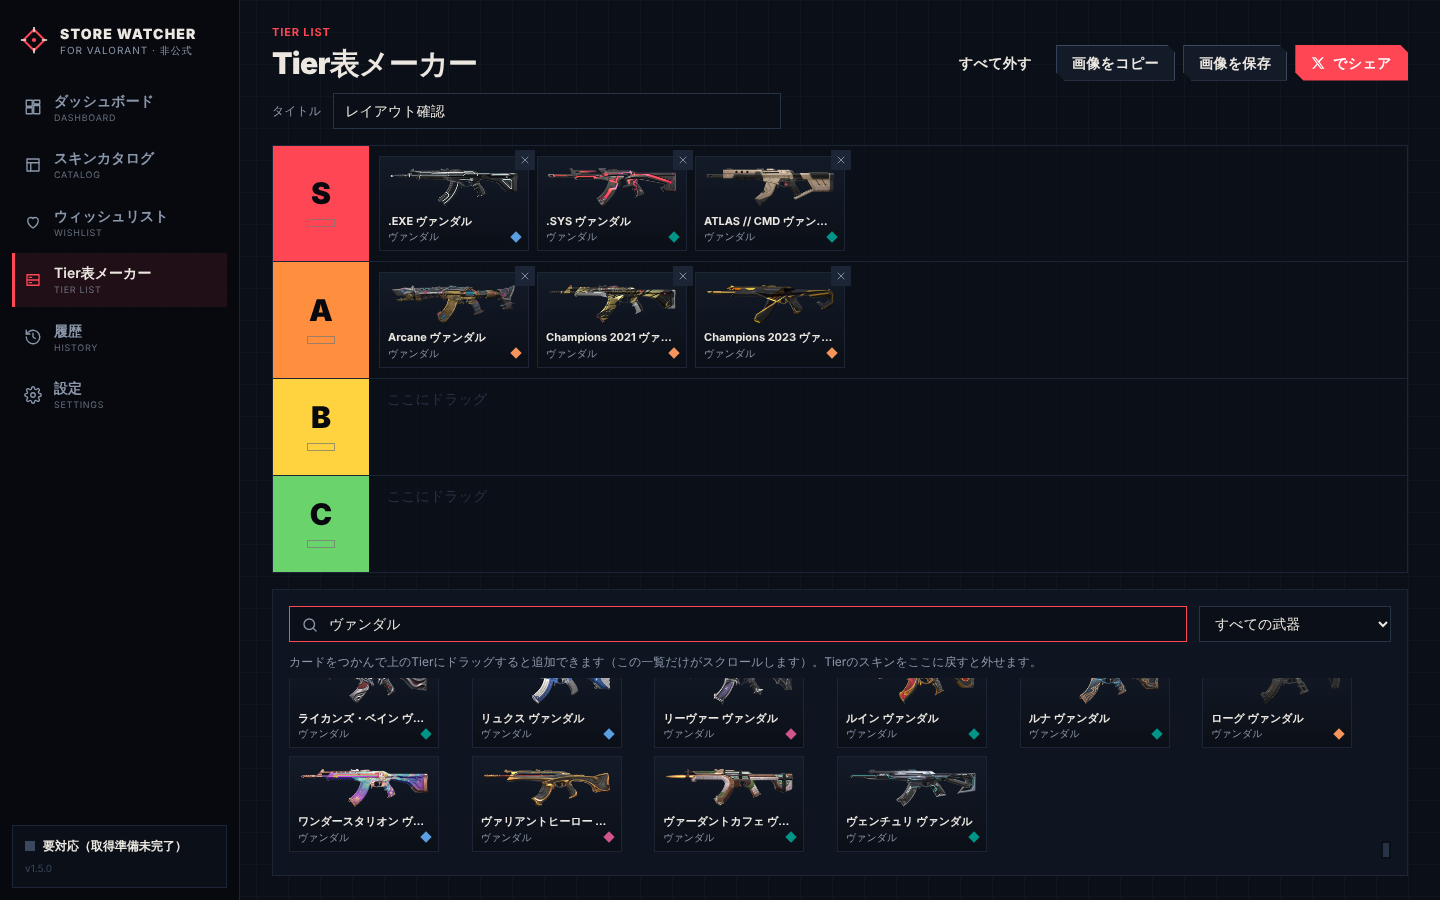 STORE WATCHER
FOR VALORANT · 非公式
ダッシュボード
DASHBOARD
スキンカタログ
CATALOG
ウィッシュリスト
WISHLIST
Tier表メーカー
TIER LIST
履歴
HISTORY
設定
SETTINGS
要対応（取得準備未完了）
v1.5.0
TIER LIST
Tier表メーカー
すべて外す
画像をコピー
画像を保存
X でシェア
タイトル
レイアウト確認
S
.EXE ヴァンダル
ヴァンダル
.SYS ヴァンダル
ヴァンダル
ATLAS // CMD ヴァン...
ヴァンダル
A
Arcane ヴァンダル
ヴァンダル
Champions 2021 ヴァ...
ヴァンダル
Champions 2023 ヴァ...
ヴァンダル
B
ここにドラッグ
C
ここにドラッグ
ヴァンダル
すべての武器
カードをつかんで上のTierにドラッグすると追加できます（この一覧だけがスクロールします）。Tierのスキンをここに戻すと外せます。
ライカンズ・ベイン ヴ...
ヴァンダル
リュクス ヴァンダル
ヴァンダル
リーヴァー ヴァンダル
ヴァンダル
ルイン ヴァンダル
ヴァンダル
ルナ ヴァンダル
ヴァンダル
ローグ ヴァンダル
ヴァンダル
ワンダースタリオン ヴ...
ヴァンダル
ヴァリアントヒーロー ...
ヴァンダル
ヴァーダントカフェ ヴ...
ヴァンダル
ヴェンチュリ ヴァンダル
ヴァンダル